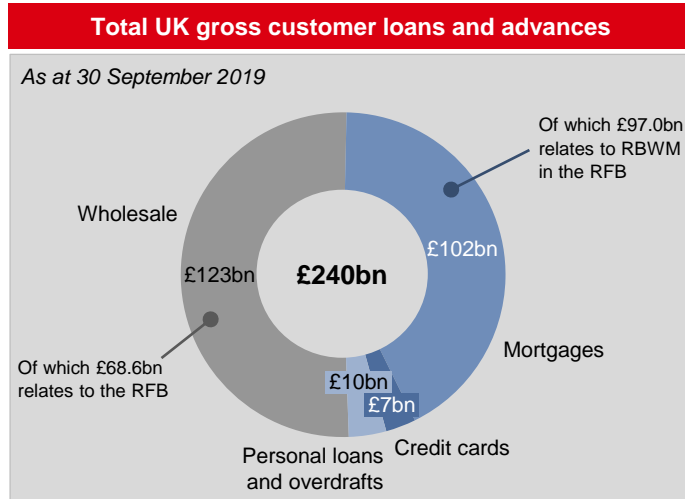 Total UK gross customer loans and advances
As at 30 September 2019
Of which £97.0bn
relates to RBWM
in the RFB
Wholesale
£102bn
£123bn
£240bn
Mortgages
Of which £68.6bn
relates to the RFB
£10bn
£7bn
Credit cards
Personal loans
and overdrafts